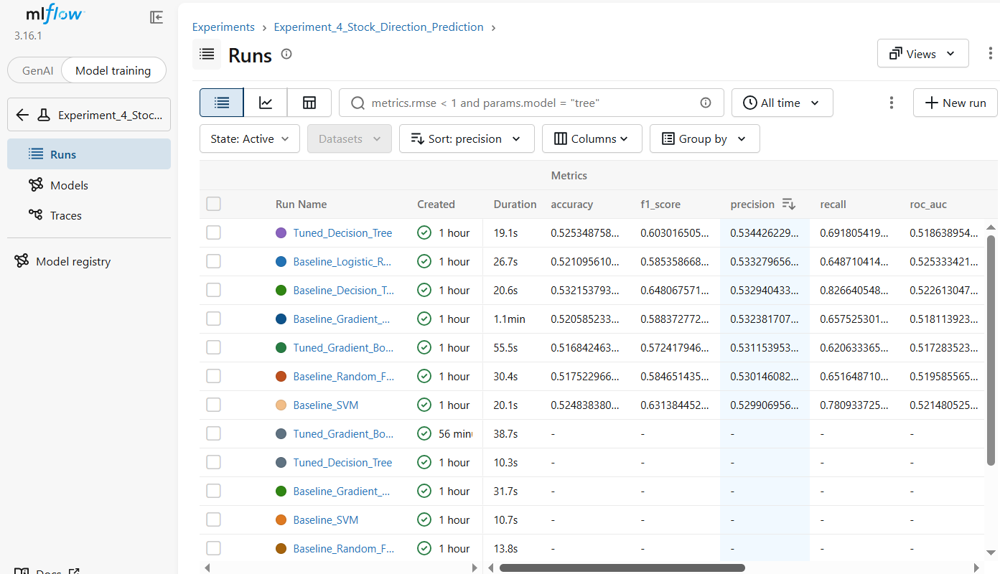 mlflow
3.16.1
GenAI Model training
Experiment_4_Stoc...
Runs
Models
Traces
Model registry
Docs
Experiments > Experiment_4_Stock_Direction_Prediction >
Runs
Views
metrics.rmse < 1 and params.model = "tree"
All time
New run
State: Active
Datasets
Sort: precision
Columns
Group by
Metrics
Run Name Created Duration accuracy f1_score precision recall roc_auc
Tuned_Decision_Tree 1 hour 19.1s 0.525348758... 0.603016505... 0.534426229... 0.691805419... 0.518638954...
Baseline_Logistic_R... 1 hour 26.7s 0.521095610... 0.585358668... 0.533279656... 0.648710414... 0.525333421...
Baseline_Decision_T... 1 hour 20.6s 0.532153793... 0.648067571... 0.532940433... 0.826640548... 0.522613047...
Baseline_Gradient_... 1 hour 1.1min 0.520585233... 0.588372772... 0.532381707... 0.657525301... 0.518113923...
Tuned_Gradient_Bo... 1 hour 55.5s 0.516842463... 0.572417946... 0.531153953... 0.620633365... 0.517283523...
Baseline_Random_F... 1 hour 30.4s 0.517522966... 0.584651435... 0.530146082... 0.651648710... 0.519585565...
Baseline_SVM 1 hour 20.1s 0.524838380... 0.631384452... 0.529906956... 0.780933725... 0.521480525...
Tuned_Gradient_Bo... 56 min 38.7s - - - - -
Tuned_Decision_Tree 1 hour 10.3s - - - - -
Baseline_Gradient_... 1 hour 31.7s - - - - -
Baseline_SVM 1 hour 10.7s - - - - -
Baseline_Random_F... 1 hour 13.8s - - - - -